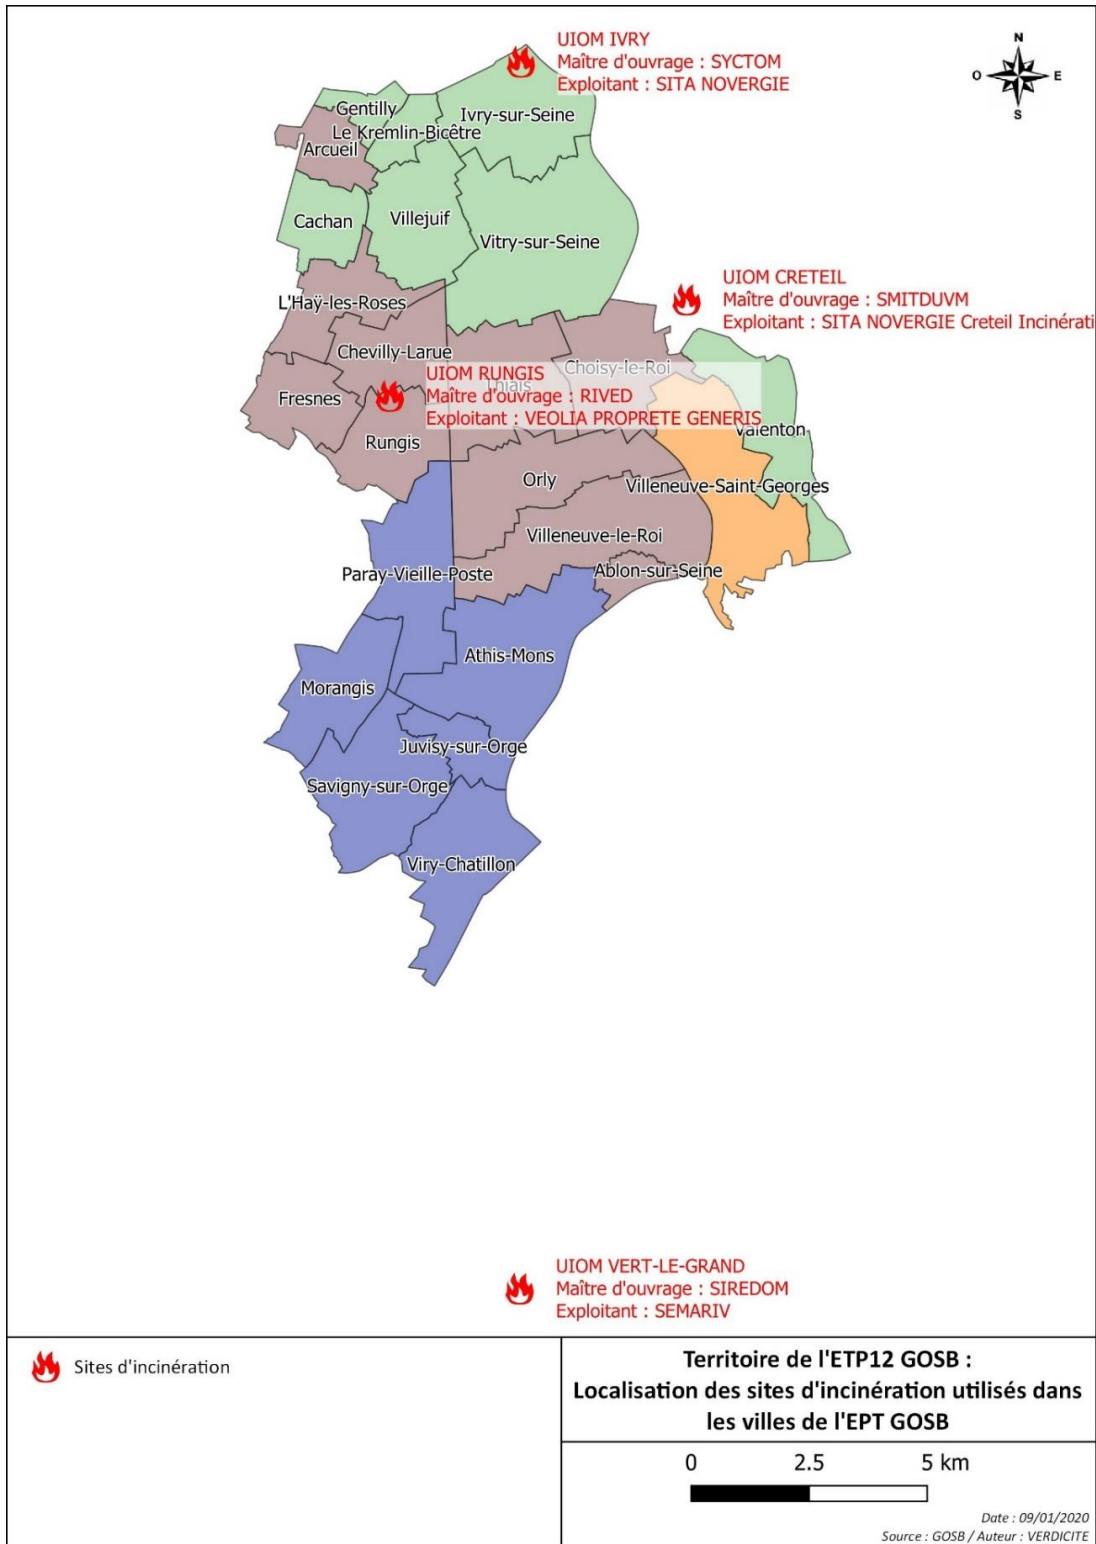 UIOM IVRY
Maître d'ouvrage : SYCTOM
Exploitant : SITA NOVERGIE
N
O
E
S
Gentilly
Ivry-sur-Seine
Le Kremlin-Bicêtre
Arcueil
Cachan
Villejuif
Vitry-sur-Seine
UIOM CRETEIL
Maître d'ouvrage : SMITDUVM
Exploitant : SITA NOVERGIE Creteil Incinérati
L'Haÿ-les-Roses
Chevilly-Larue
Choisy-le-Roi
UIOM RUNGIS
Thiais
Maître d'ouvrage : RIVED
Fresnes
Exploitant : VEOLIA PROPRETE GENERIS
Valenton
Rungis
Orly
Villeneuve-Saint-Georges
Villeneuve-le-Roi
Paray-Vieille-Poste
Ablon-sur-Seine
Athis-Mons
Morangis
Juvisy-sur-Orge
Savigny-sur-Orge
Viry-Chatillon
UIOM VERT-LE-GRAND
Maître d'ouvrage : SIREDOM
Exploitant : SEMARIV
Sites d'incinération
Territoire de l'ETP12 GOSB :
Localisation des sites d'incinération utilisés dans
les villes de l'EPT GOSB
0 2.5 5 km
Date : 09/01/2020
Source : GOSB / Auteur : VERDICITE